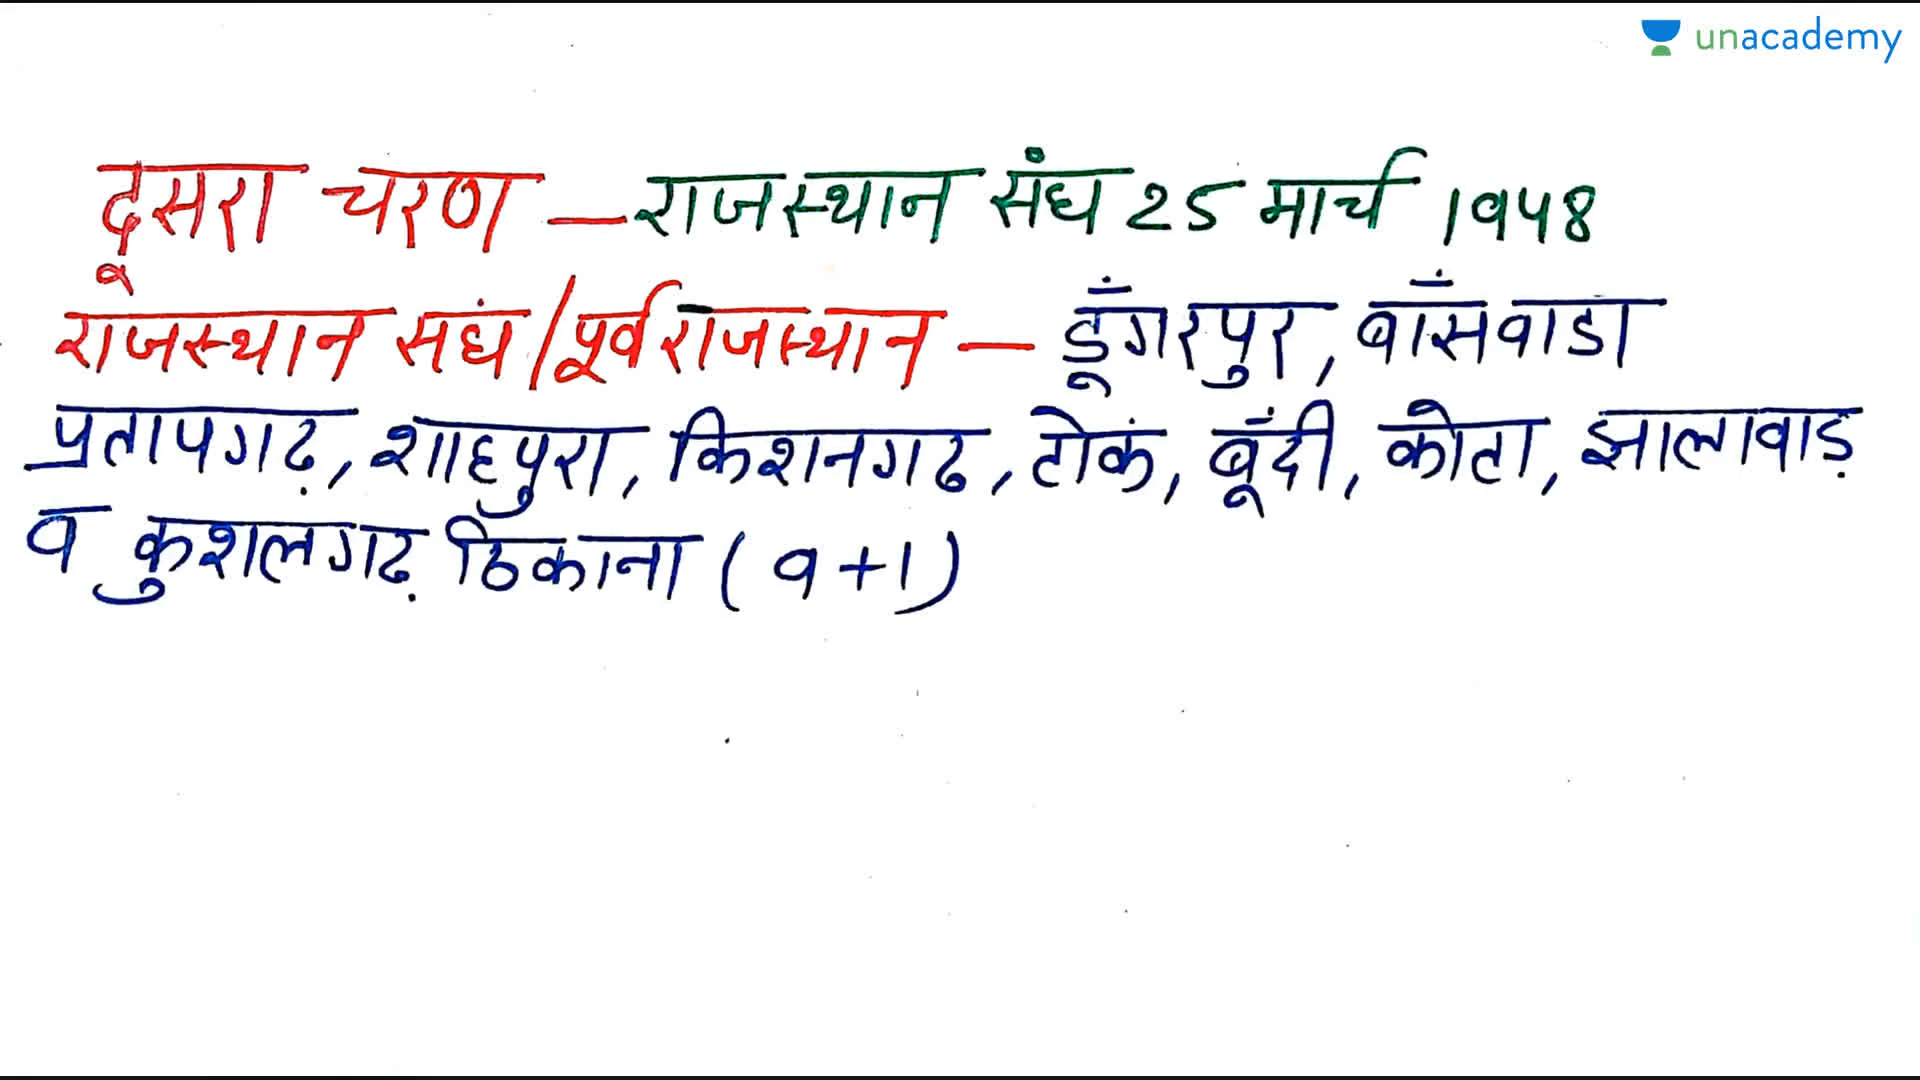 unacademy
दूसरा चरण — राजस्थान संघ 25 मार्च 1948
राजस्थान संघ / पूर्व राजस्थान — डूँगरपुर, बाँसवाडा
प्रतापगढ़, शाहपुरा, किशनगढ, टोकं, बूँदी, कोटा, झालावाड़
व कुशलगढ़ ठिकाना ( 9 + 1 )